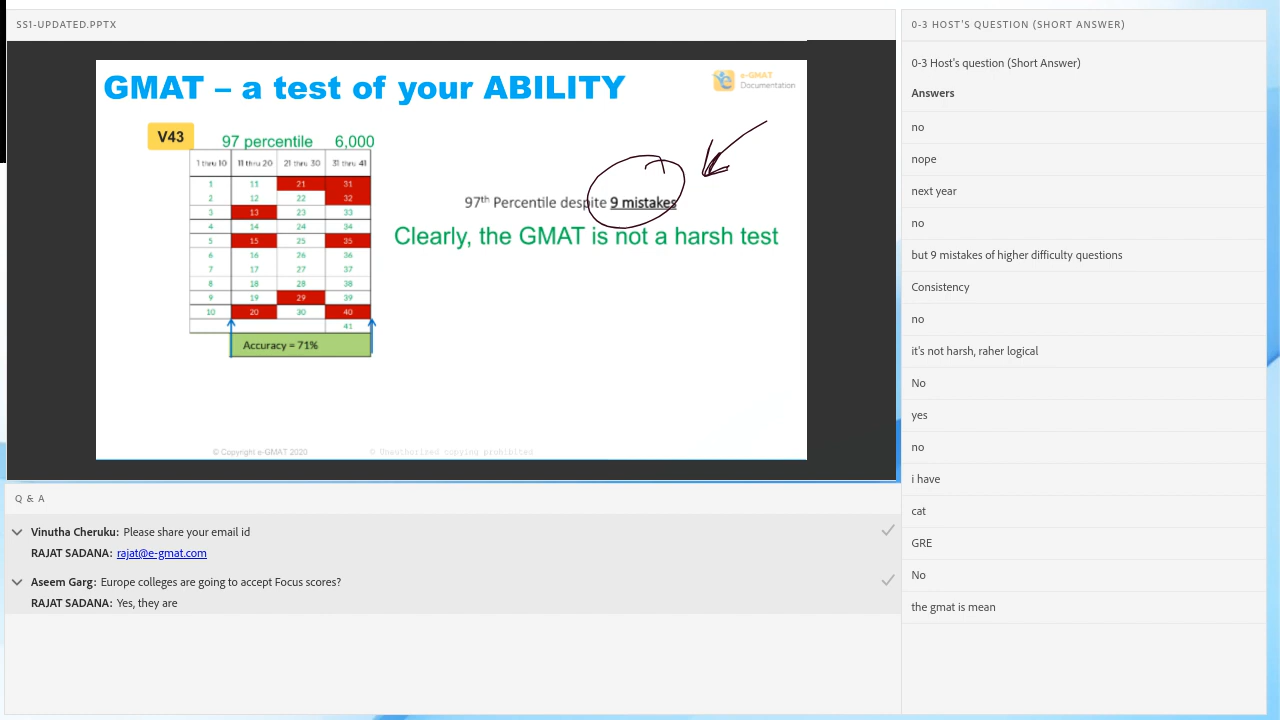 SS1-UPDATED.PPTX
GMAT – a test of your ABILITY
e-GMAT
Documentation
V43
97 percentile 6,000
1 thru 10 11 thru 20 21 thru 30 31 thru 41
1 11 21 31
2 12 22 32
3 13 23 33
4 14 24 34
5 15 25 35
6 16 26 36
7 17 27 37
8 18 28 38
9 19 29 39
10 20 30 40
41
Accuracy = 71%
97th Percentile despite 9 mistakes
Clearly, the GMAT is not a harsh test
© Copyright e-GMAT 2020 © Unauthorized copying prohibited
Q & A
Vinutha Cheruku: Please share your email id
RAJAT SADANA: rajat@e-gmat.com
Aseem Garg: Europe colleges are going to accept Focus scores?
RAJAT SADANA: Yes, they are
0-3 HOST'S QUESTION (SHORT ANSWER)
0-3 Host's question (Short Answer)
Answers
no
nope
next year
no
but 9 mistakes of higher difficulty questions
Consistency
no
it's not harsh, raher logical
No
yes
no
i have
cat
GRE
No
the gmat is mean